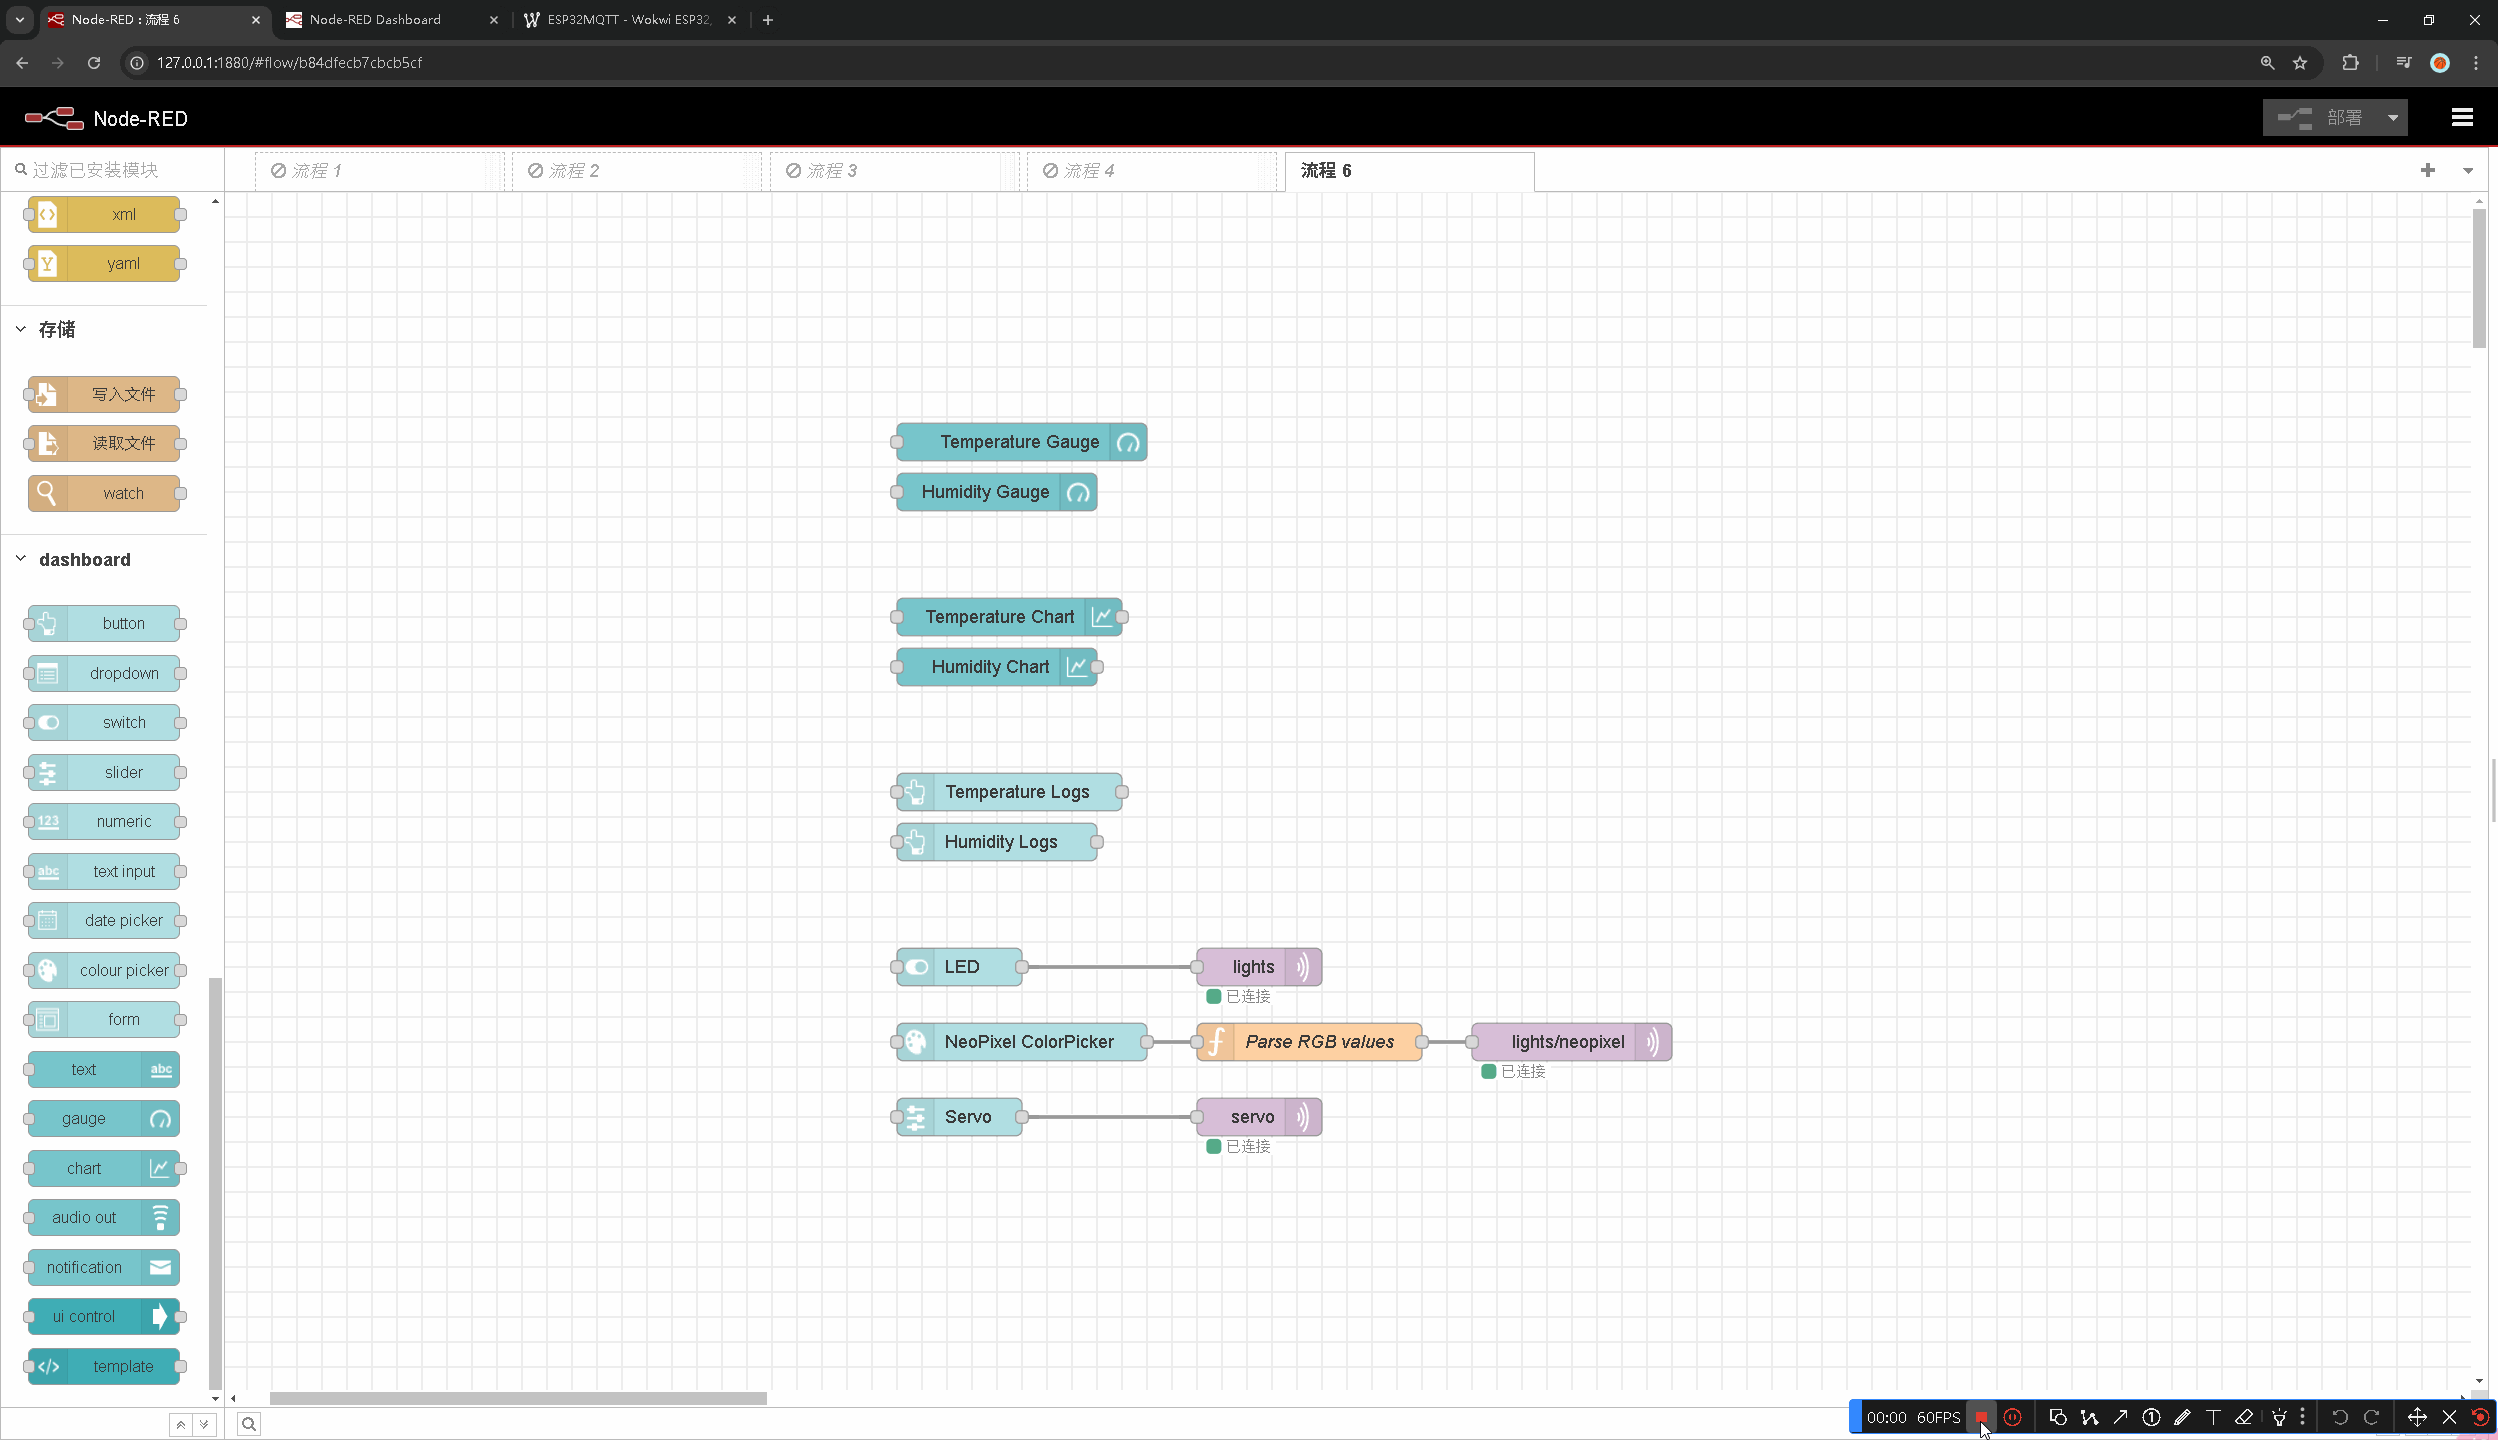 Node-RED : 流程 6
Node-RED Dashboard
ESP32MQTT - Wokwi ESP32,
127.0.0.1:1880/#flow/b84dfecb7cbcb5cf
Node-RED
部署
过滤已安装模块
流程 1
流程 2
流程 3
流程 4
流程 6
xml
yaml
存储
写入文件
读取文件
watch
dashboard
button
dropdown
switch
slider
123 numeric
abc text input
date picker
colour picker
form
text abc
gauge
chart
audio out
notification
ui control
template
Temperature Gauge
Humidity Gauge
Temperature Chart
Humidity Chart
Temperature Logs
Humidity Logs
LED
lights
已连接
NeoPixel ColorPicker
Parse RGB values
lights/neopixel
已连接
Servo
servo
已连接
00:00 60FPS